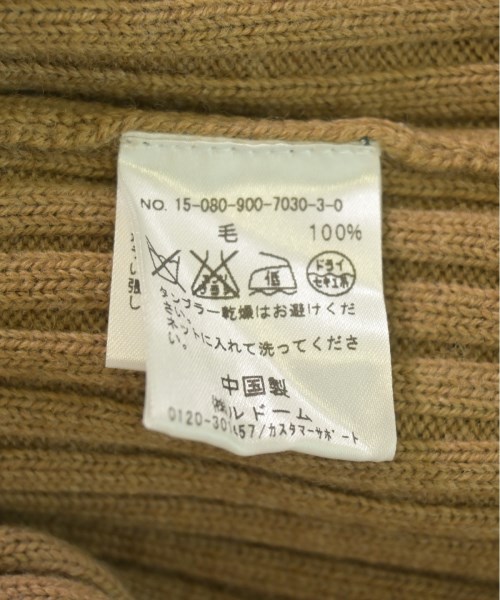 NO. 15-080-900-7030-3-0
毛 100%
低
ドライ
セキユ系
タンブラー乾燥はお避けくだ
さい。
ネットに入れて洗ってくださ
い。
中国製
㈱ルドーム
/カスタマーサポート
し強
し